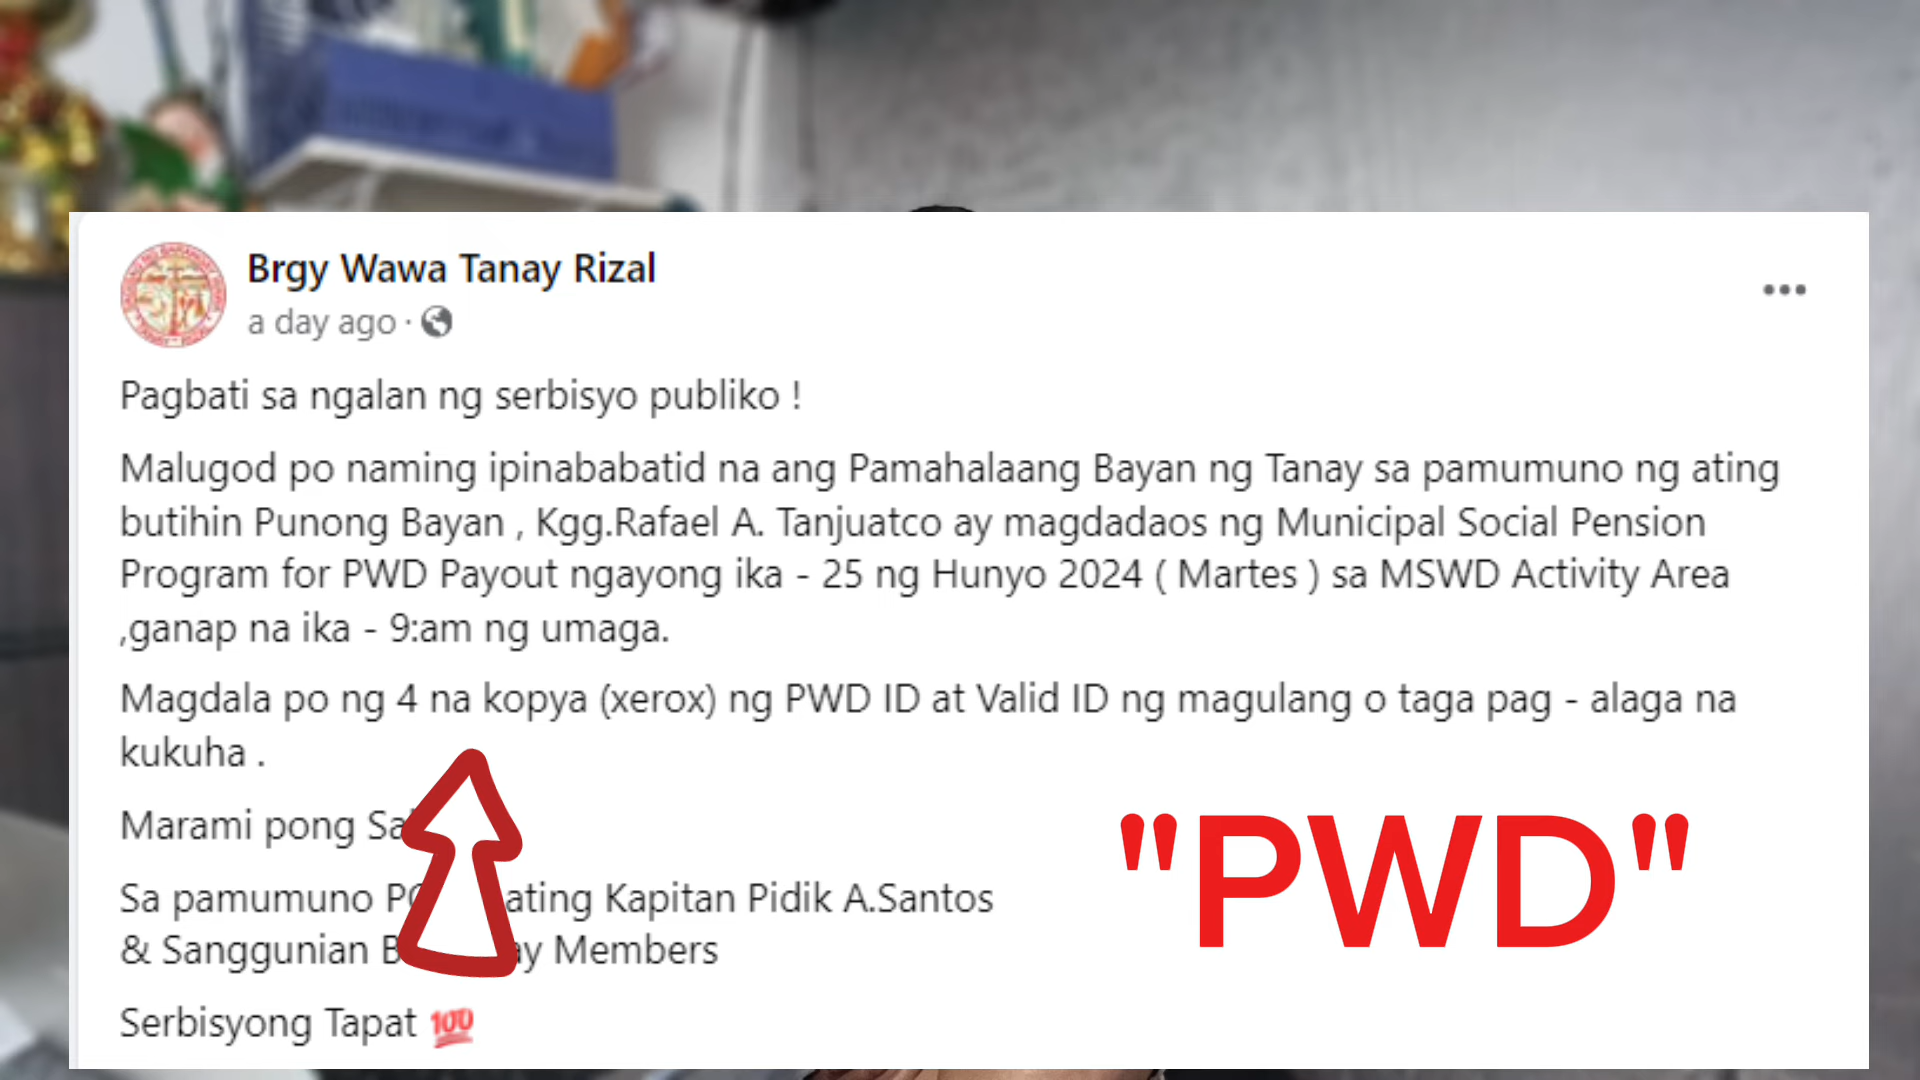 Brgy Wawa Tanay Rizal
a day ago ·
Pagbati sa ngalan ng serbisyo publiko !
Malugod po naming ipinababatid na ang Pamahalaang Bayan ng Tanay sa pamumuno ng ating
butihin Punong Bayan , Kgg.Rafael A. Tanjuatco ay magdadaos ng Municipal Social Pension
Program for PWD Payout ngayong ika - 25 ng Hunyo 2024 ( Martes ) sa MSWD Activity Area
,ganap na ika - 9:am ng umaga.
Magdala po ng 4 na kopya (xerox) ng PWD ID at Valid ID ng magulang o taga pag - alaga na
kukuha .
Marami pong
"PWD"
Sa pamumuno ating Kapitan Pidik A.Santos
& Sanggunian Members
Serbisyong Tapat 💯